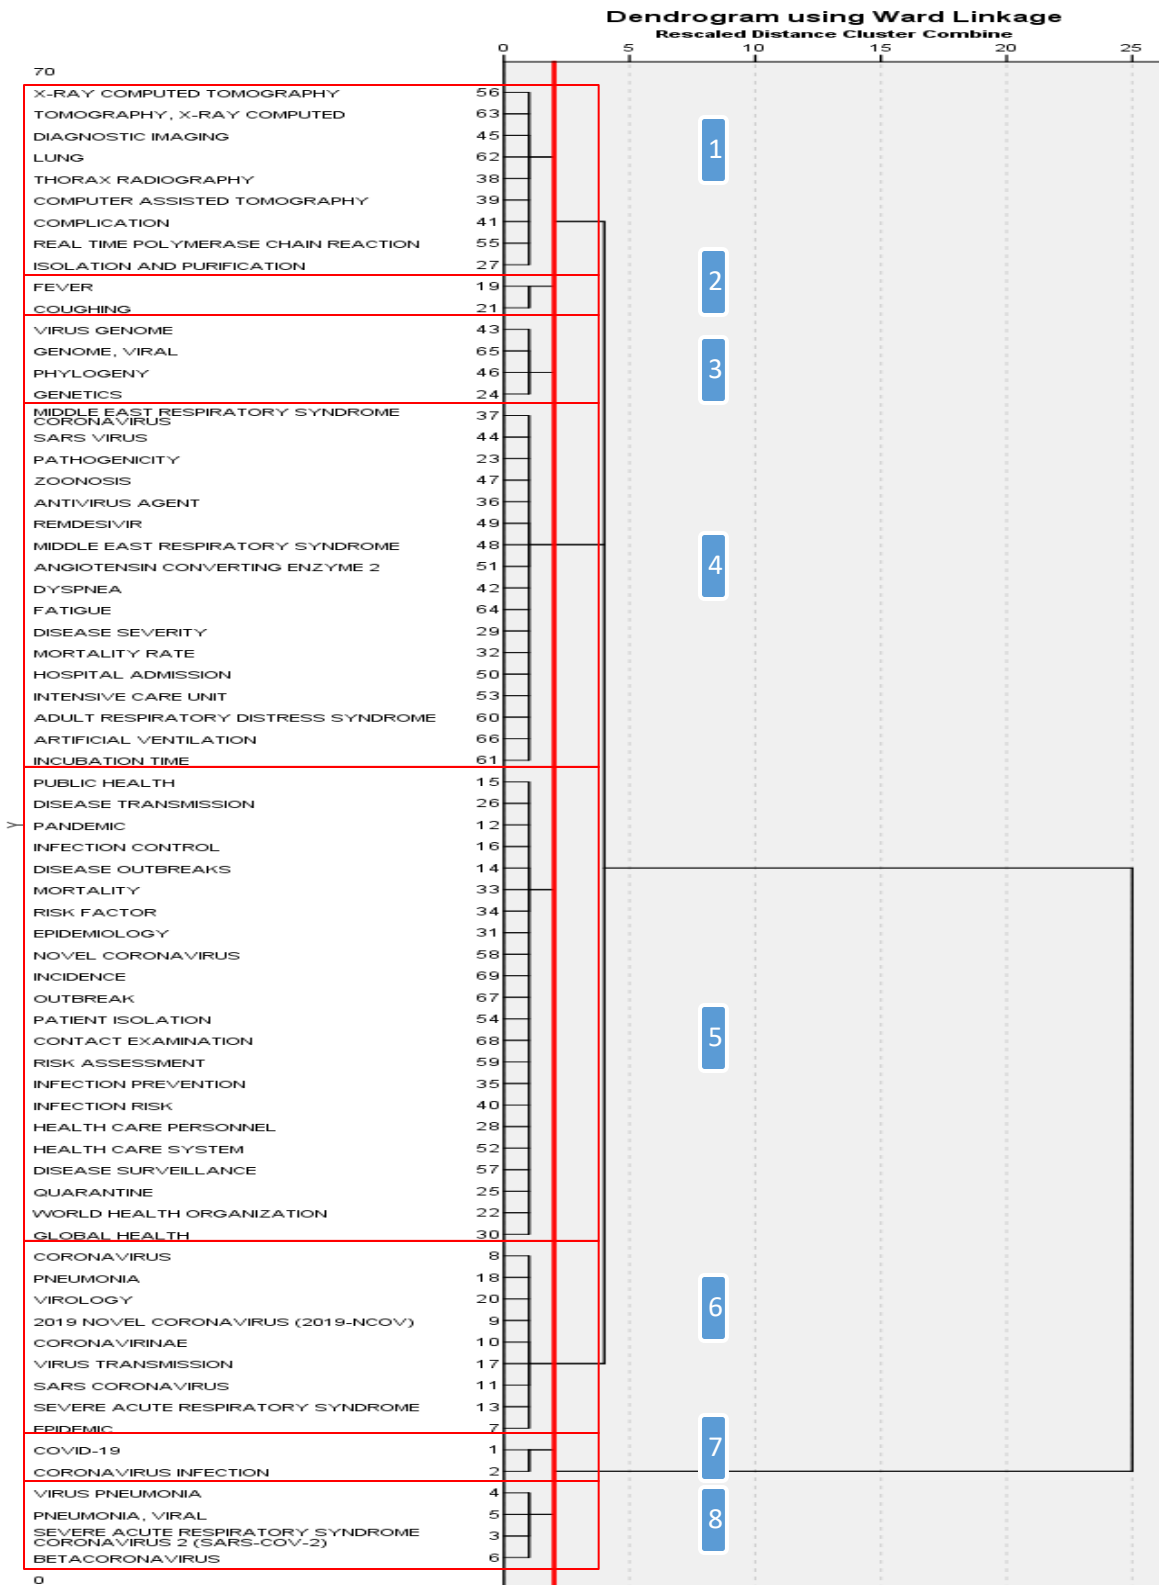 Dendrogram using Ward Linkage
Rescaled Distance Cluster Combine
0 5 10 15 20 25
70
X-RAY COMPUTED TOMOGRAPHY 56
TOMOGRAPHY, X-RAY COMPUTED 63
DIAGNOSTIC IMAGING 45
1
LUNG 62
THORAX RADIOGRAPHY 38
COMPUTER ASSISTED TOMOGRAPHY 39
COMPLICATION 41
REAL TIME POLYMERASE CHAIN REACTION 55
ISOLATION AND PURIFICATION 27
2
FEVER 19
COUGHING 21
VIRUS GENOME 43
GENOME, VIRAL 65
3
PHYLOGENY 46
GENETICS 24
MIDDLE EAST RESPIRATORY SYNDROME
CORONAVIRUS 37
SARS VIRUS 44
PATHOGENICITY 23
ZOONOSIS 47
ANTIVIRUS AGENT 36
REMDESIVIR 49
MIDDLE EAST RESPIRATORY SYNDROME 48
4
ANGIOTENSIN CONVERTING ENZYME 2 51
DYSPNEA 42
FATIGUE 64
DISEASE SEVERITY 29
MORTALITY RATE 32
HOSPITAL ADMISSION 50
INTENSIVE CARE UNIT 53
ADULT RESPIRATORY DISTRESS SYNDROME 60
ARTIFICIAL VENTILATION 66
INCUBATION TIME 61
PUBLIC HEALTH 15
DISEASE TRANSMISSION 26
Y
PANDEMIC 12
INFECTION CONTROL 16
DISEASE OUTBREAKS 14
MORTALITY 33
RISK FACTOR 34
EPIDEMIOLOGY 31
NOVEL CORONAVIRUS 58
INCIDENCE 69
OUTBREAK 67
PATIENT ISOLATION 54
5
CONTACT EXAMINATION 68
RISK ASSESSMENT 59
INFECTION PREVENTION 35
INFECTION RISK 40
HEALTH CARE PERSONNEL 28
HEALTH CARE SYSTEM 52
DISEASE SURVEILLANCE 57
QUARANTINE 25
WORLD HEALTH ORGANIZATION 22
GLOBAL HEALTH 30
CORONAVIRUS 8
PNEUMONIA 18
VIROLOGY 20
6
2019 NOVEL CORONAVIRUS (2019-NCOV) 9
CORONAVIRINAE 10
VIRUS TRANSMISSION 17
SARS CORONAVIRUS 11
SEVERE ACUTE RESPIRATORY SYNDROME 13
EPIDEMIC 7
7
COVID-19 1
CORONAVIRUS INFECTION 2
VIRUS PNEUMONIA 4
PNEUMONIA, VIRAL 5
8
SEVERE ACUTE RESPIRATORY SYNDROME
CORONAVIRUS 2 (SARS-COV-2) 3
BETACORONAVIRUS 6
0